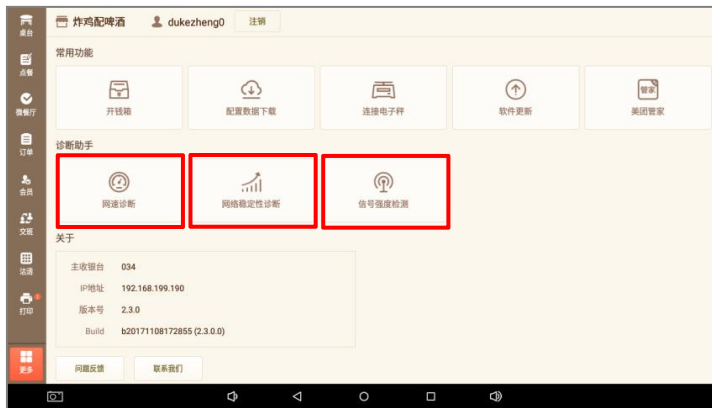 炸鸡配啤酒 dukezheng0 注销
桌台
点餐
微餐厅
订单
会员
交班
沽清
打印
更多
常用功能
开钱箱 配置数据下载 连接电子秤 软件更新 管家 美团管家
诊断助手
网速诊断 网络稳定性诊断 信号强度检测
关于
主收银台 034
IP地址 192.168.199.190
版本号 2.3.0
Build b20171108172855 (2.3.0.0)
问题反馈 联系我们